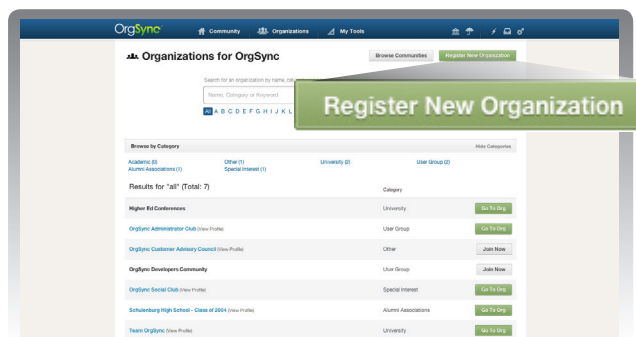 OrgSync Community Organizations My Tools
Organizations for OrgSync Browse Communities Register New Organization
Search for an organization by name, cat
Name, Category or Keyword
Register New Organization
All A B C D E F G H I J K L
Browse by Category Hide Categories
Academic (0) Other (1) University (2) User Group (2)
Alumni Associations (1) Special Interest (1)
Results for "all" (Total: 7) Category
Higher Ed Conferences University Go To Org
OrgSync Administrator Club (View Profile) User Group Go To Org
OrgSync Customer Advisory Council (View Profile) Other Join Now
OrgSync Developers Community User Group Join Now
OrgSync Social Club (View Profile) Special Interest Go To Org
Schulenburg High School - Class of 2004 (View Profile) Alumni Associations Go To Org
Team OrgSync (View Profile) University Go To Org